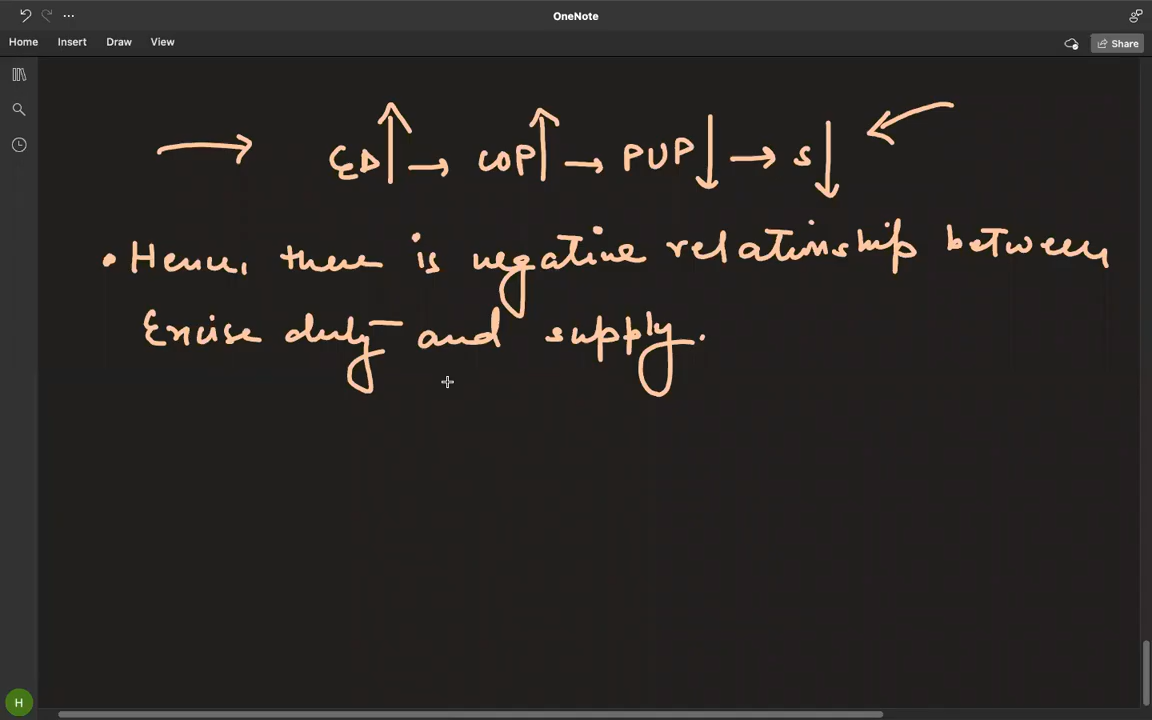 OneNote
Home Insert Draw View
Share
ED↑ → COP↑ → PUP↓ → S↓
• Hence, there is negative relationship between
Excise duty and supply.
H